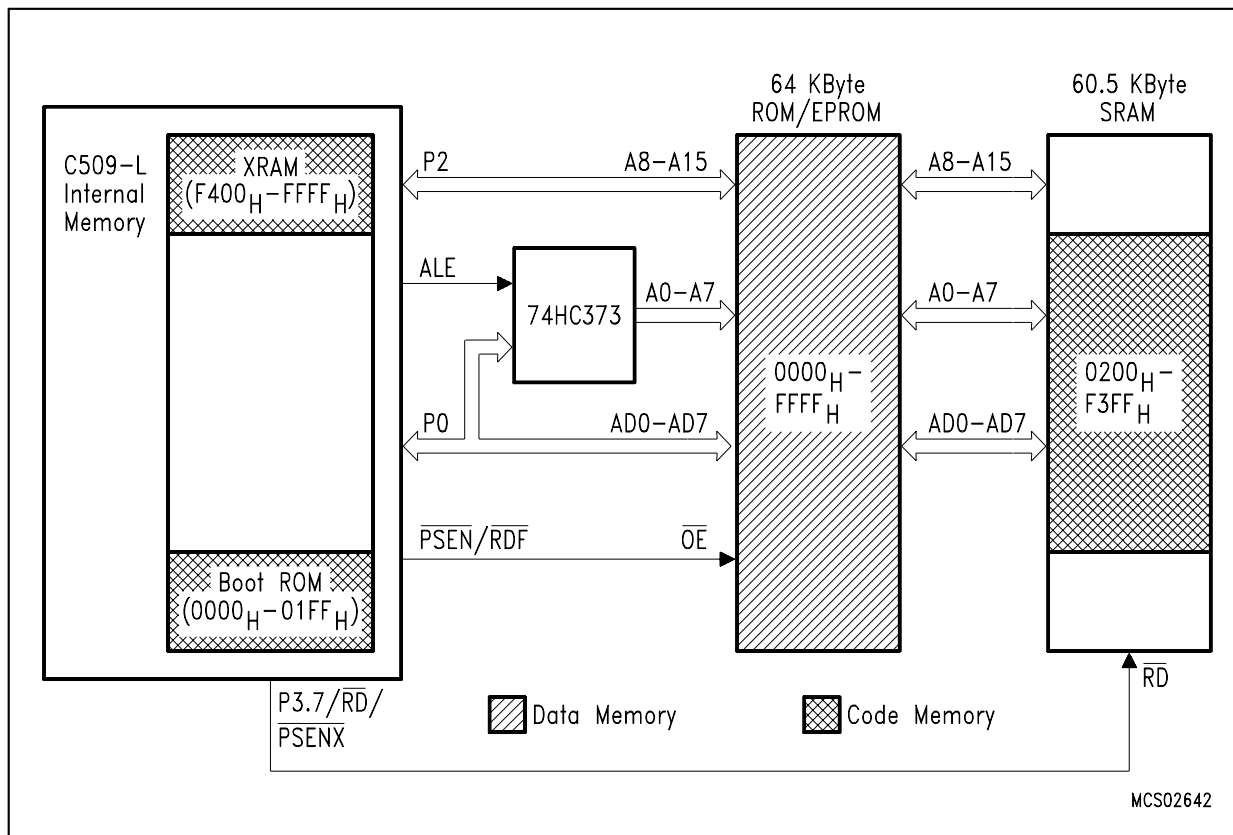 64 KByte
ROM/EPROM
60.5 KByte
SRAM
C509-L
Internal
Memory
XRAM
(F400H-FFFFH)
P2
A8-A15
A8-A15
ALE
74HC373
A0-A7
A0-A7
0000H-
FFFFH
0200H-
F3FFH
P0
AD0-AD7
AD0-AD7
PSEN/RDF
OE
Boot ROM
(0000H-01FFH)
P3.7/RD/
PSENX
RD
Data Memory
Code Memory
MCS02642